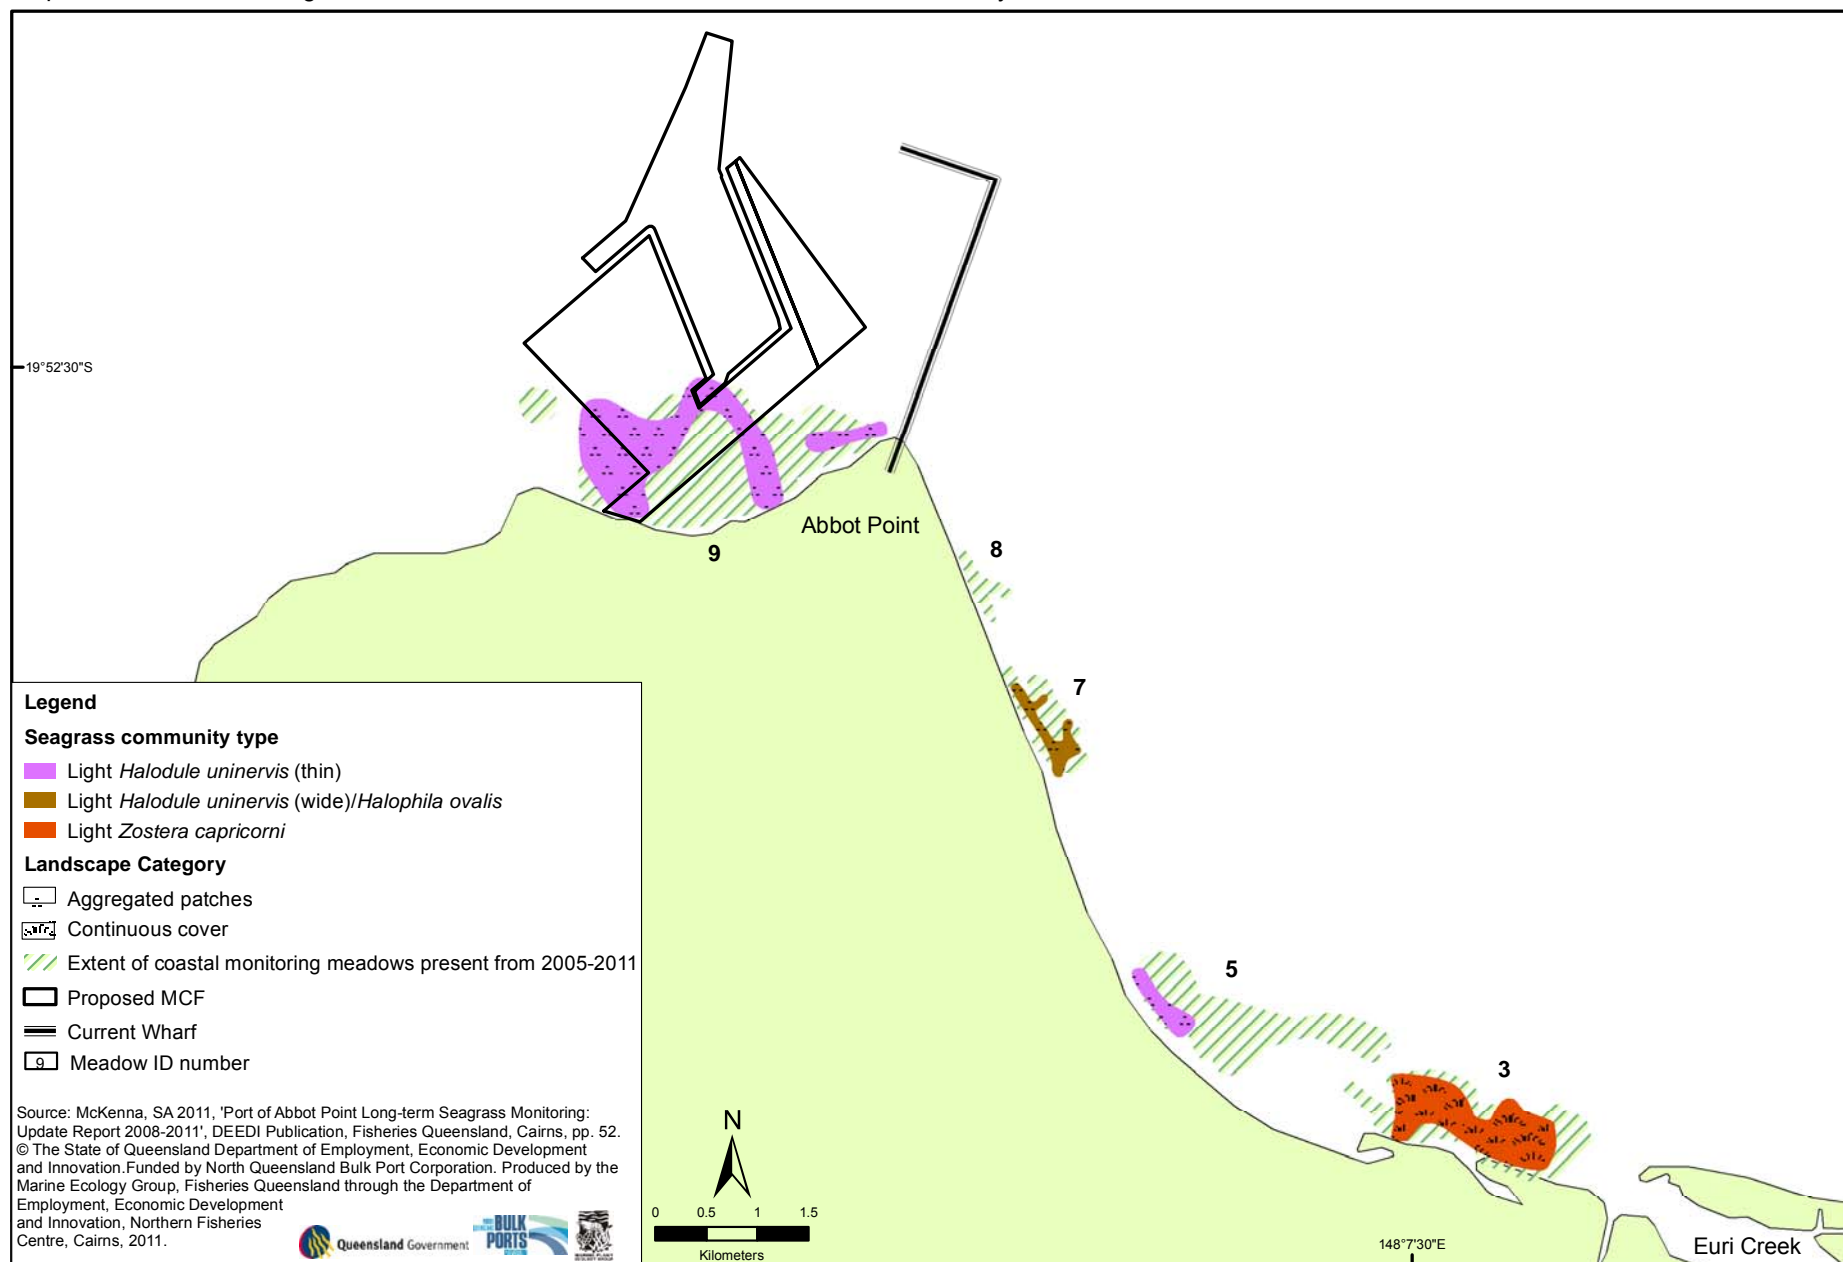 19°52'30"S
Abbot Point
9
8
7
5
3
Legend
Seagrass community type
Light Halodule uninervis (thin)
Light Halodule uninervis (wide)/Halophila ovalis
Light Zostera capricorni
Landscape Category
Aggregated patches
Continuous cover
Extent of coastal monitoring meadows present from 2005-2011
Proposed MCF
Current Wharf
9 Meadow ID number
Source: McKenna, SA 2011, 'Port of Abbot Point Long-term Seagrass Monitoring:
Update Report 2008-2011', DEEDI Publication, Fisheries Queensland, Cairns, pp. 52.
© The State of Queensland Department of Employment, Economic Development
and Innovation.Funded by North Queensland Bulk Port Corporation. Produced by the
Marine Ecology Group, Fisheries Queensland through the Department of
Employment, Economic Development
and Innovation, Northern Fisheries
Centre, Cairns, 2011.
Queensland Government
BULK
PORTS
N
0 0.5 1 1.5
Kilometers
148°7'30"E
Euri Creek